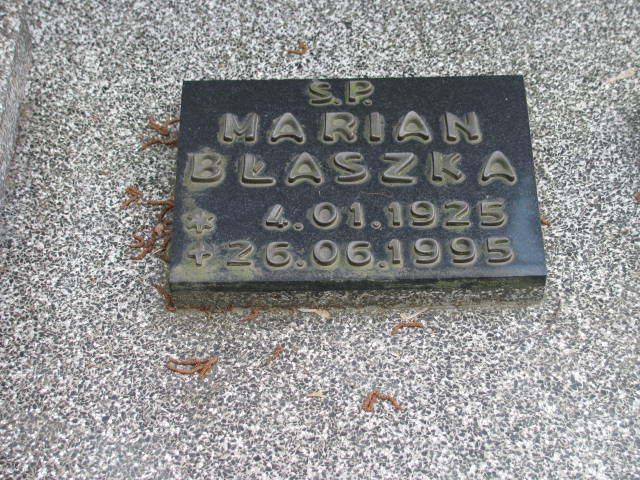 Ś.P.
MARIAN
BŁASZKA
* 4.01.1925
+ 26.06.1995